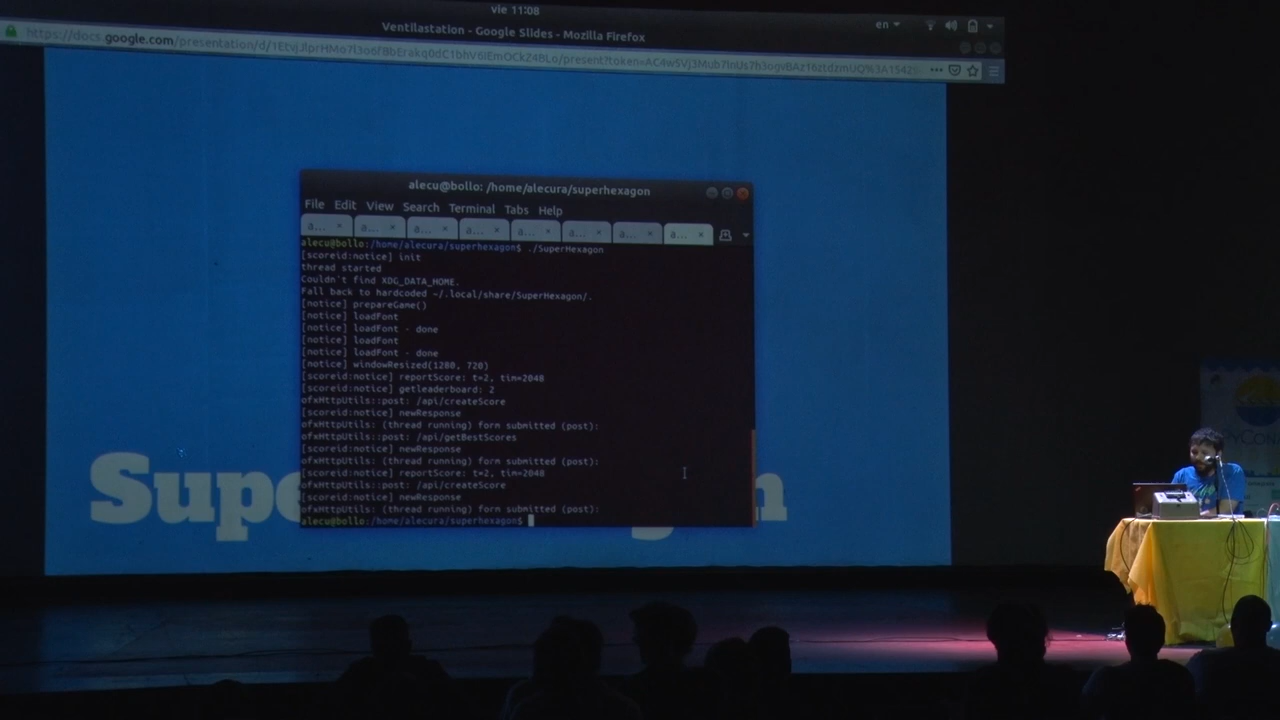 vie 11:08
en
Ventilastation - Google Slides - Mozilla Firefox
alecu@bollo: /home/alecura/superhexagon
File Edit View Search Terminal Tabs Help
a... a... a... a... a... a... a... a...
alecu@bollo:/home/alecura/superhexagon$ ./SuperHexagon
[scoreid:notice] init
thread started
Couldn't find XDG_DATA_HOME.
Fall back to hardcoded ~/.local/share/SuperHexagon/.
[notice] prepareGame()
[notice] loadFont
[notice] loadFont - done
[notice] loadFont
[notice] loadFont - done
[notice] windowResized(1280, 720)
[scoreid:notice] reportScore: t=2, tim=2048
[scoreid:notice] getleaderboard: 2
ofxHttpUtils::post: /api/createScore
[scoreid:notice] newResponse
ofxHttpUtils: (thread running) form submitted (post):
ofxHttpUtils::post: /api/getBestScores
[scoreid:notice] newResponse
ofxHttpUtils: (thread running) form submitted (post):
[scoreid:notice] reportScore: t=2, tim=2048
ofxHttpUtils::post: /api/createScore
[scoreid:notice] newResponse
ofxHttpUtils: (thread running) form submitted (post):
alecu@bollo:/home/alecura/superhexagon$